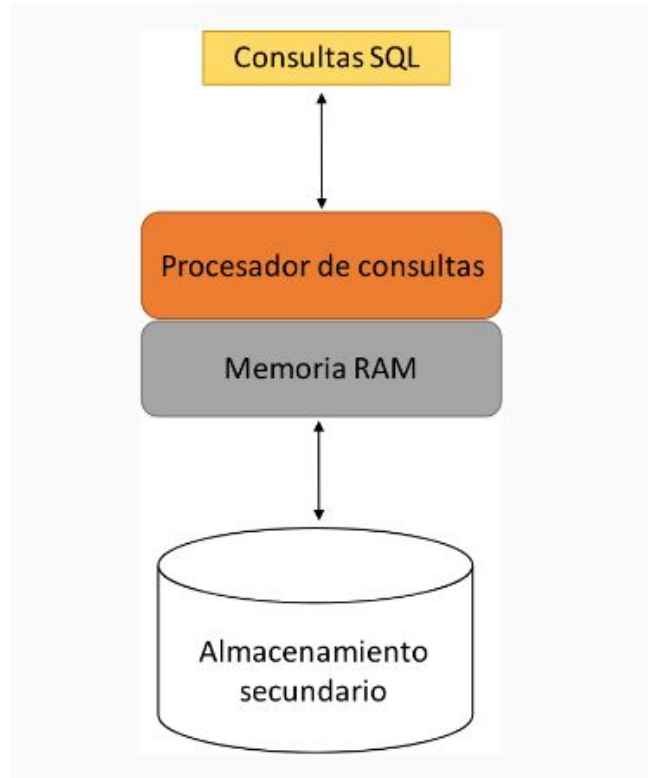 Consultas SQL
Procesador de consultas
Memoria RAM
Almacenamiento
secundario